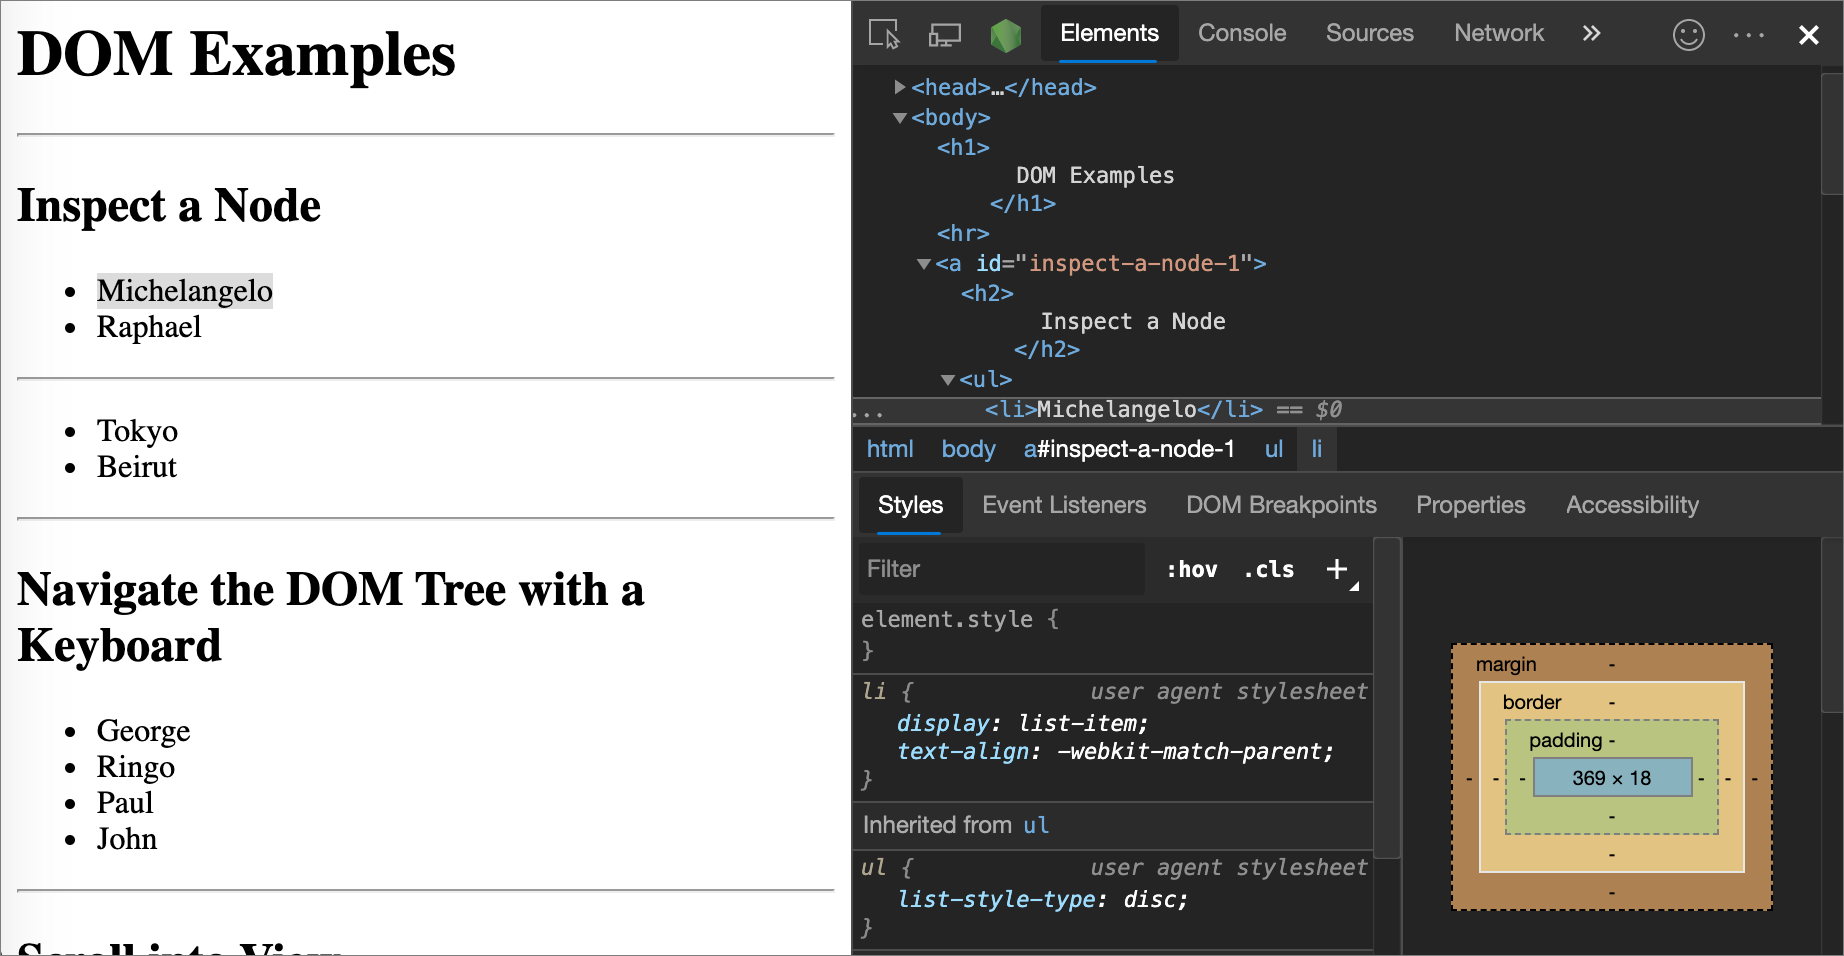 DOM Examples
Inspect a Node
Michelangelo
Raphael
Tokyo
Beirut
Navigate the DOM Tree with a
Keyboard
George
Ringo
Paul
John
Scroll into View
Elements Console Sources Network »
<head>…</head>
<body>
<h1>
DOM Examples
</h1>
<hr>
<a id="inspect-a-node-1">
<h2>
Inspect a Node
</h2>
<ul>
... <li>Michelangelo</li> == $0
html body a#inspect-a-node-1 ul li
Styles Event Listeners DOM Breakpoints Properties Accessibility
Filter :hov .cls +
element.style {
}
li { user agent stylesheet
display: list-item;
text-align: -webkit-match-parent;
}
Inherited from ul
ul { user agent stylesheet
list-style-type: disc;
}
margin -
border -
padding -
- - - 369 × 18 - - -
-
-
-